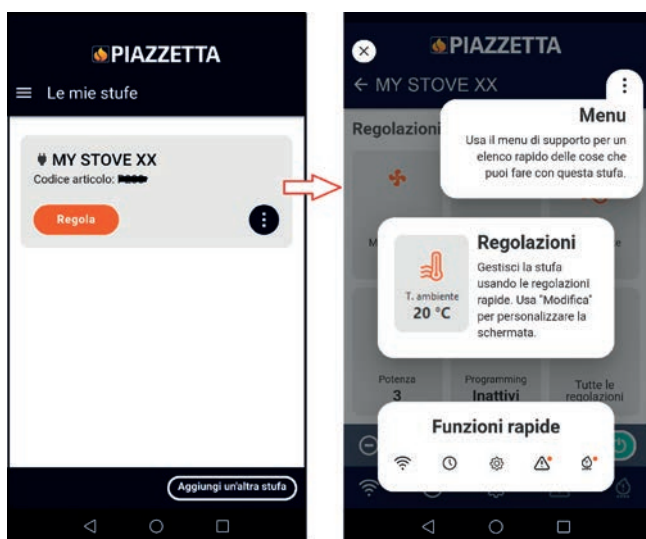 PIAZZETTA
Le mie stufe
MY STOVE XX
Codice articolo:
Regola
Aggiungi un'altra stufa
PIAZZETTA
MY STOVE XX
Regolazioni
Menu
Usa il menu di supporto per un
elenco rapido delle cose che
puoi fare con questa stufa.
M
e
T. ambiente
20 °C
Regolazioni
Gestisci la stufa
usando le regolazioni
rapide. Usa "Modifica"
per personalizzare la
schermata.
Potenza
3
Programming
Inattivi
Tutte le
regolazioni
Funzioni rapide